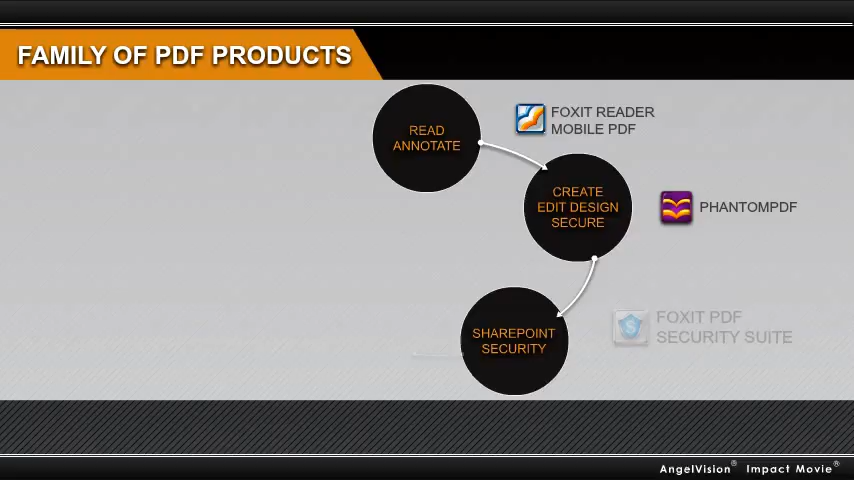 FAMILY OF PDF PRODUCTS
READ
ANNOTATE
FOXIT READER
MOBILE PDF
CREATE
EDIT DESIGN
SECURE
PHANTOMPDF
SHAREPOINT
SECURITY
FOXIT PDF
SECURITY SUITE
AngelVision® Impact Movie®